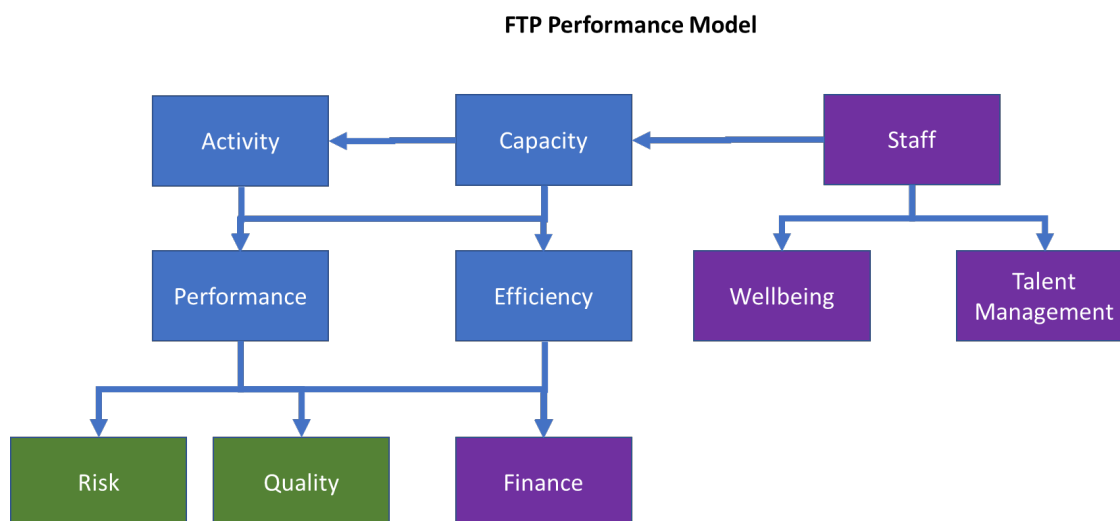 FTP Performance Model
Activity
Capacity
Staff
Performance
Efficiency
Wellbeing
Talent
Management
Risk
Quality
Finance